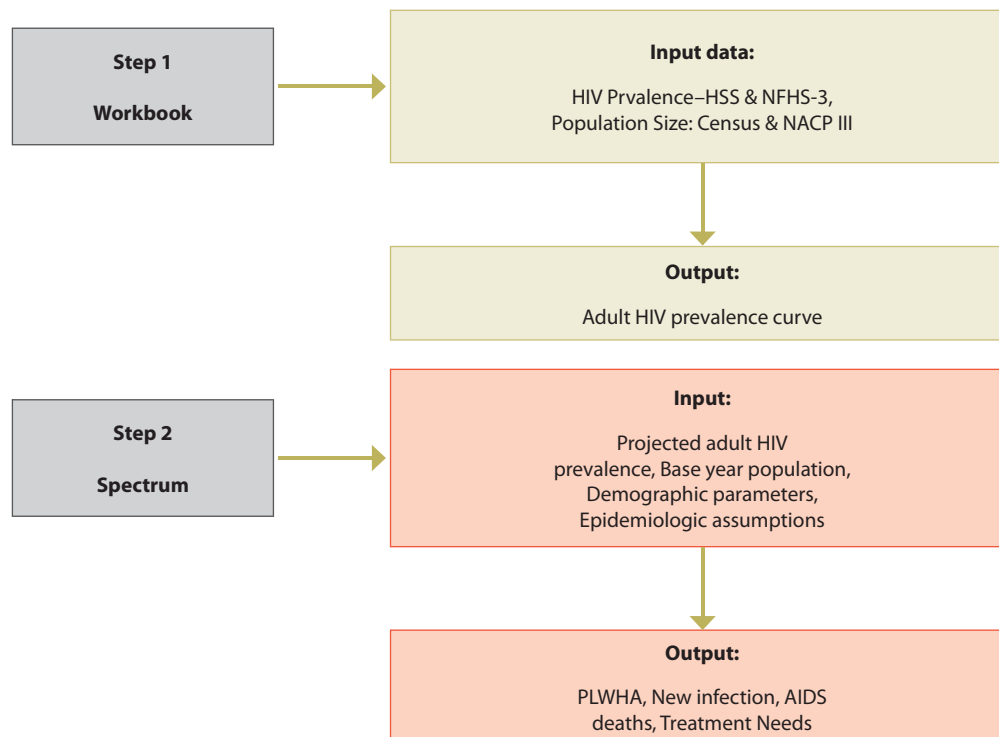 Step 1
Workbook
Input data:
HIV Prvalence–HSS & NFHS-3,
Population Size: Census & NACP III
Output:
Adult HIV prevalence curve
Step 2
Spectrum
Input:
Projected adult HIV
prevalence, Base year population,
Demographic parameters,
Epidemiologic assumptions
Output:
PLWHA, New infection, AIDS
deaths, Treatment Needs